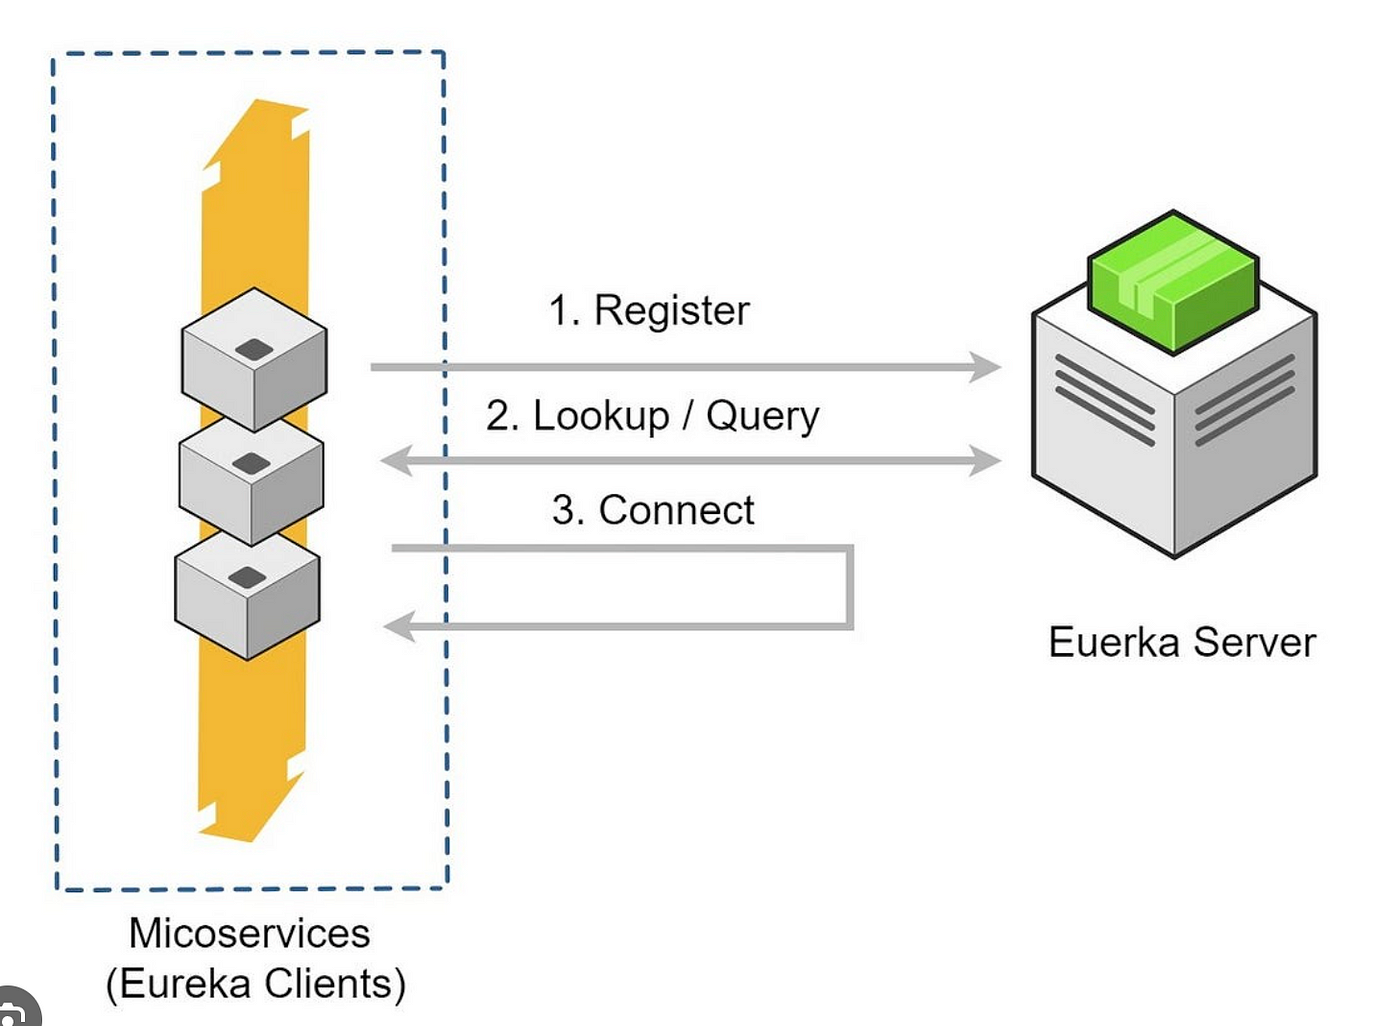 1. Register
2. Lookup / Query
3. Connect
Euerka Server
Micoservices
(Eureka Clients)